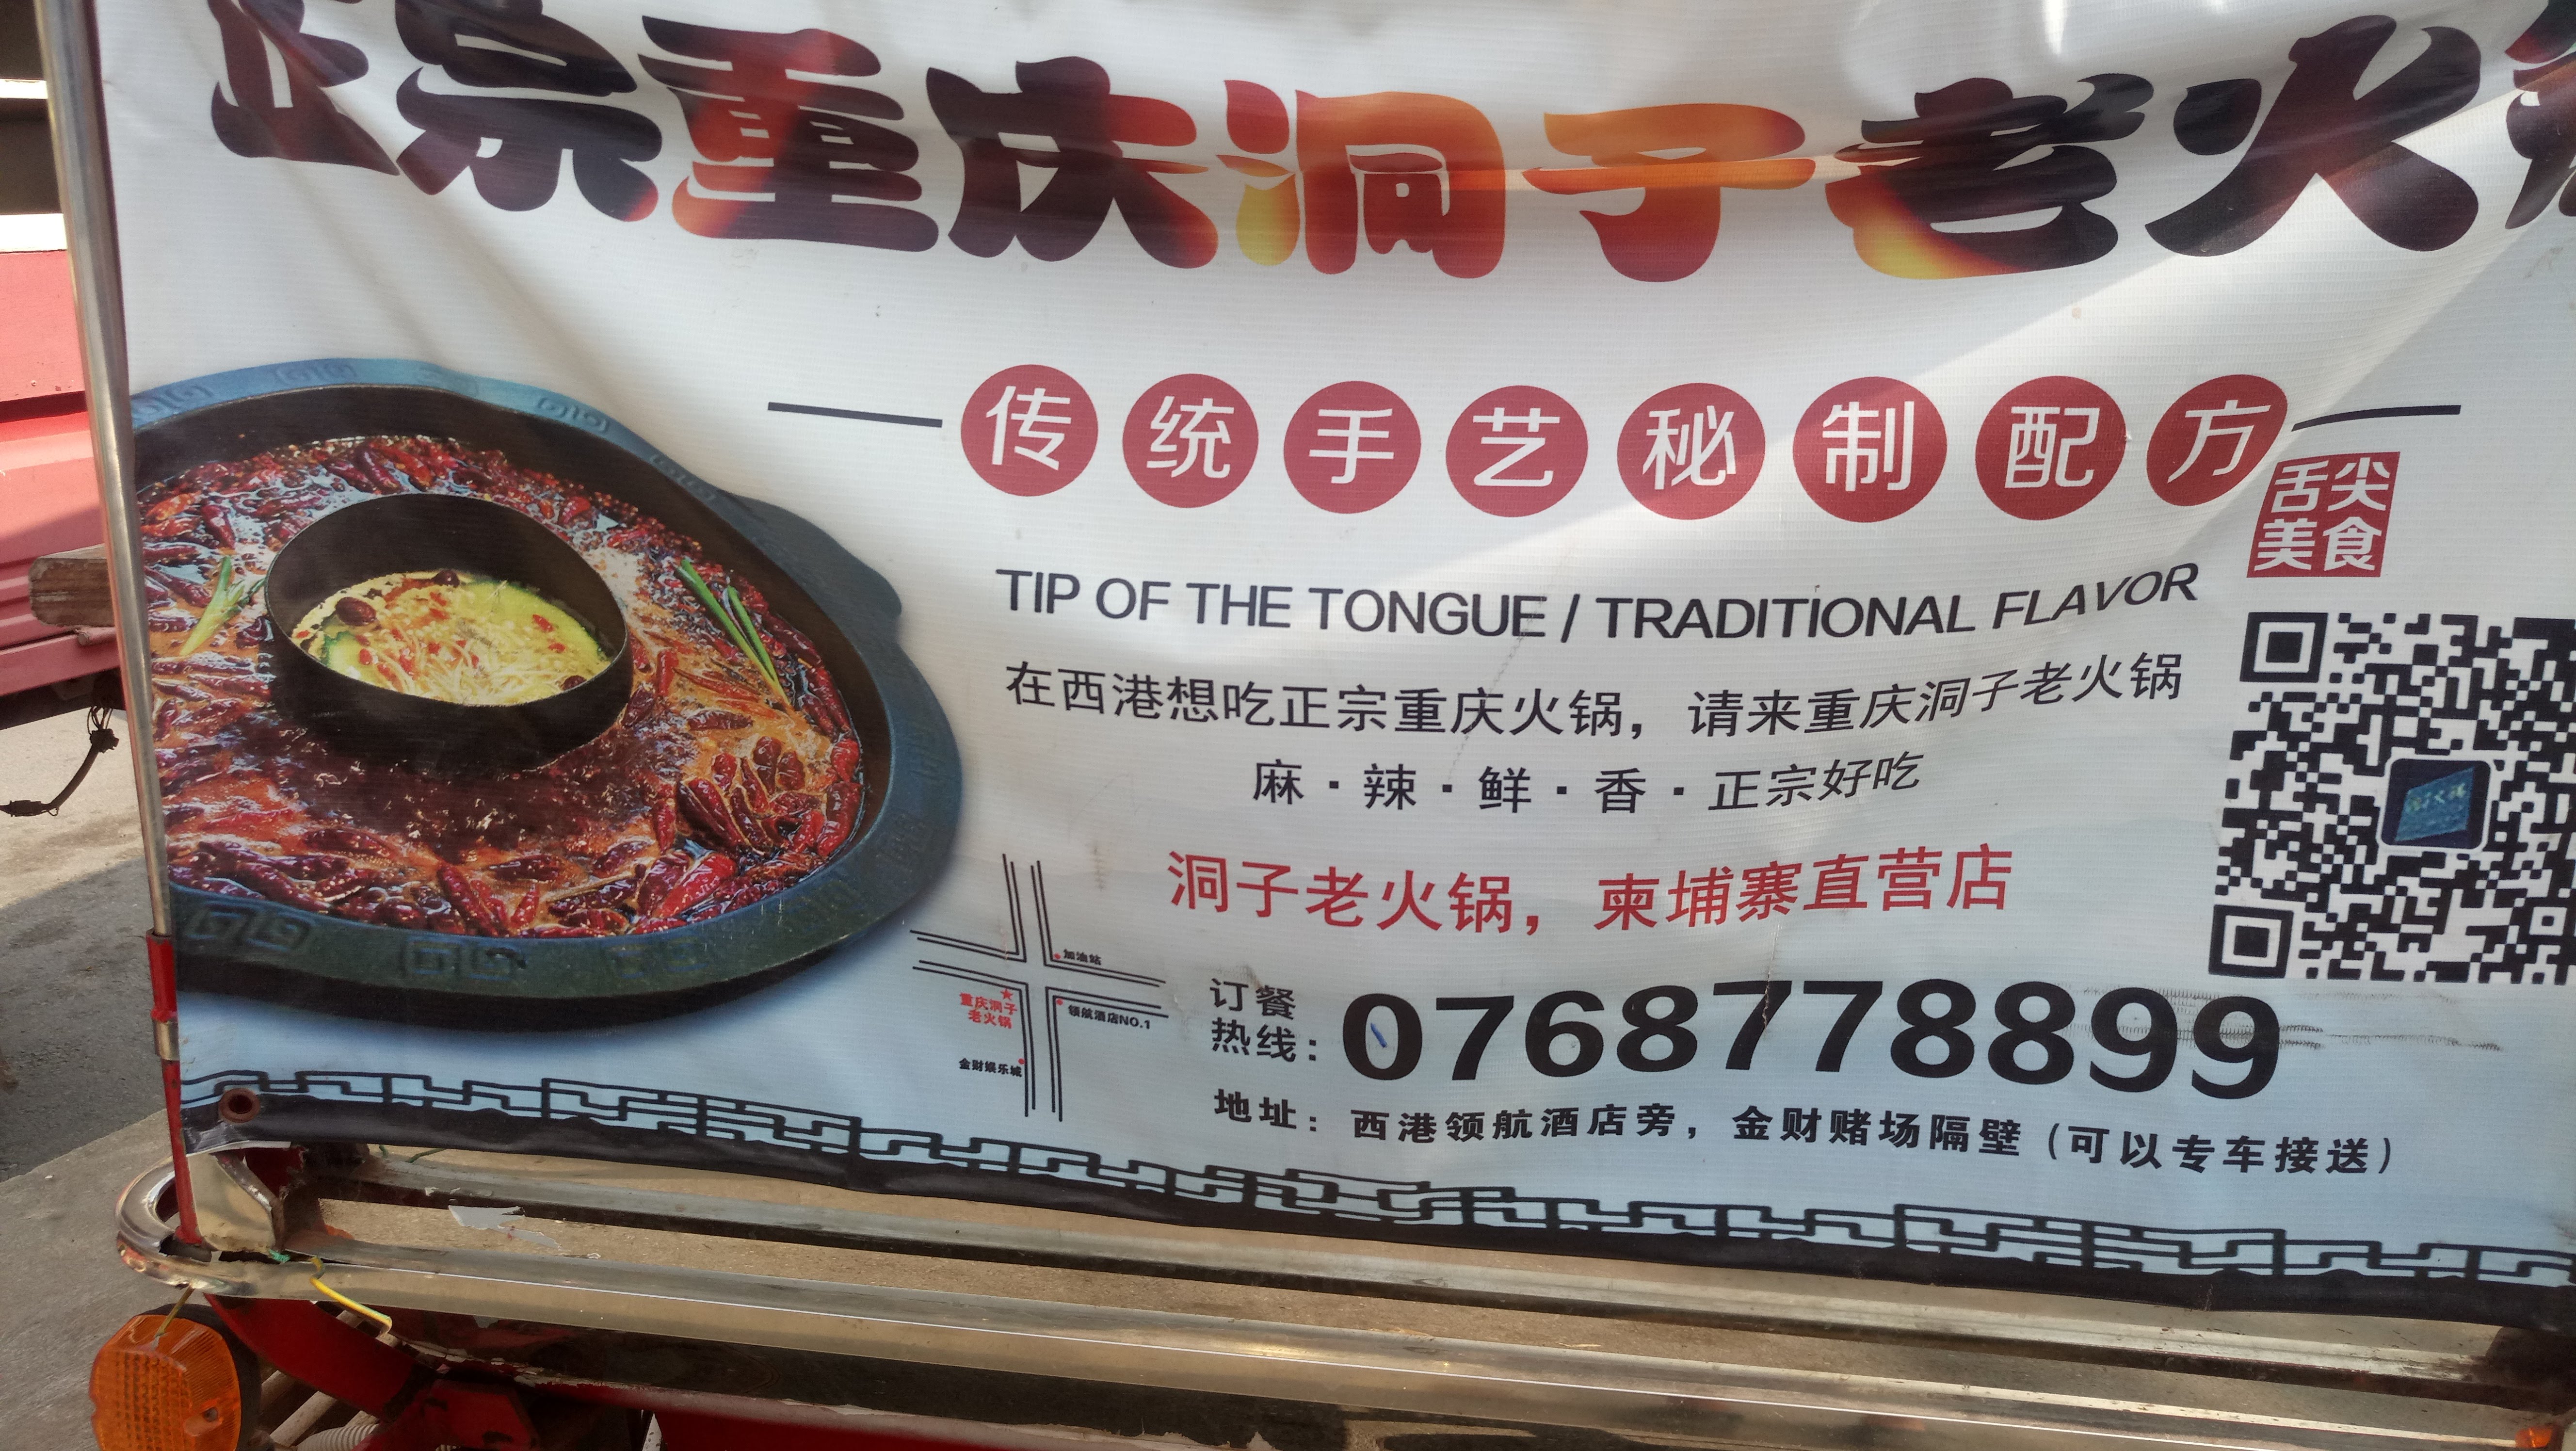 正宗重庆洞子老火锅
传统手艺秘制配方
舌尖
美食
TIP OF THE TONGUE / TRADITIONAL FLAVOR
在西港想吃正宗重庆火锅，请来重庆洞子老火锅
麻·辣·鲜·香·正宗好吃
洞子老火锅，柬埔寨直营店
加油站
重庆洞子
老火锅
领航酒店NO.1
金财娱乐城
订餐
热线：0768778899
地址：西港领航酒店旁，金财赌场隔壁（可以专车接送）